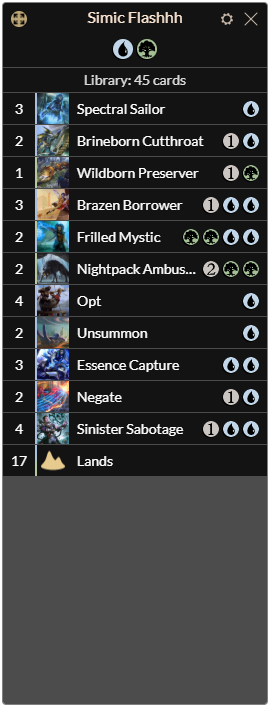 Simic Flashhh
Library: 45 cards
3 Spectral Sailor
2 Brineborn Cutthroat 1
1 Wildborn Preserver 1
3 Brazen Borrower 1
2 Frilled Mystic
2 Nightpack Ambus... 2
4 Opt
2 Unsummon
3 Essence Capture
2 Negate 1
4 Sinister Sabotage 1
17 Lands